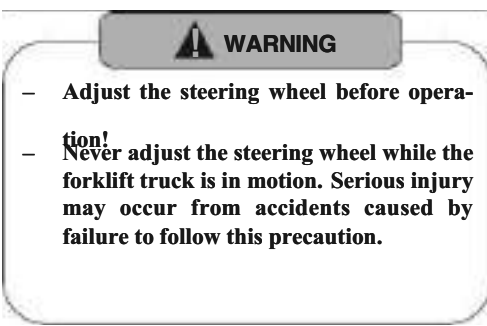 WARNING
– Adjust the steering wheel before opera-
tion!
– Never adjust the steering wheel while the
forklift truck is in motion. Serious injury
may occur from accidents caused by
failure to follow this precaution.